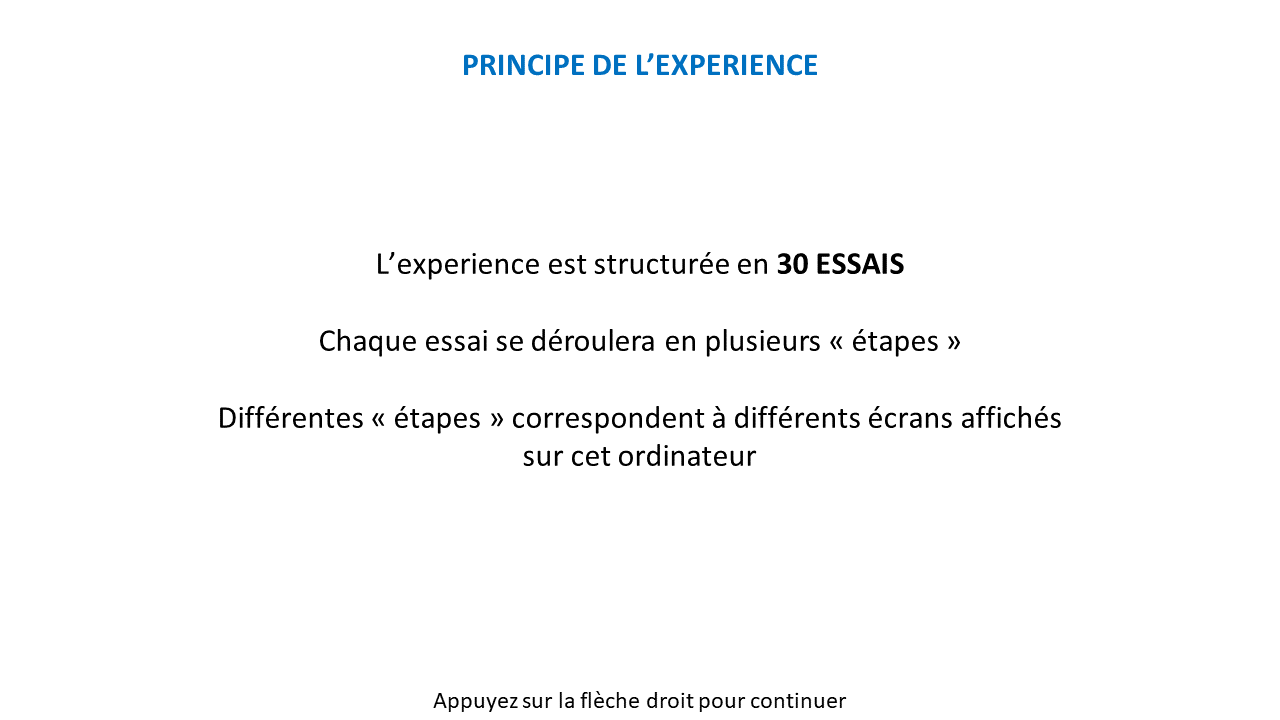 PRINCIPE DE L’EXPERIENCE
L’experience est structurée en 30 ESSAIS
Chaque essai se déroulera en plusieurs « étapes »
Différentes « étapes » correspondent à différents écrans affichés
sur cet ordinateur
Appuyez sur la flèche droit pour continuer